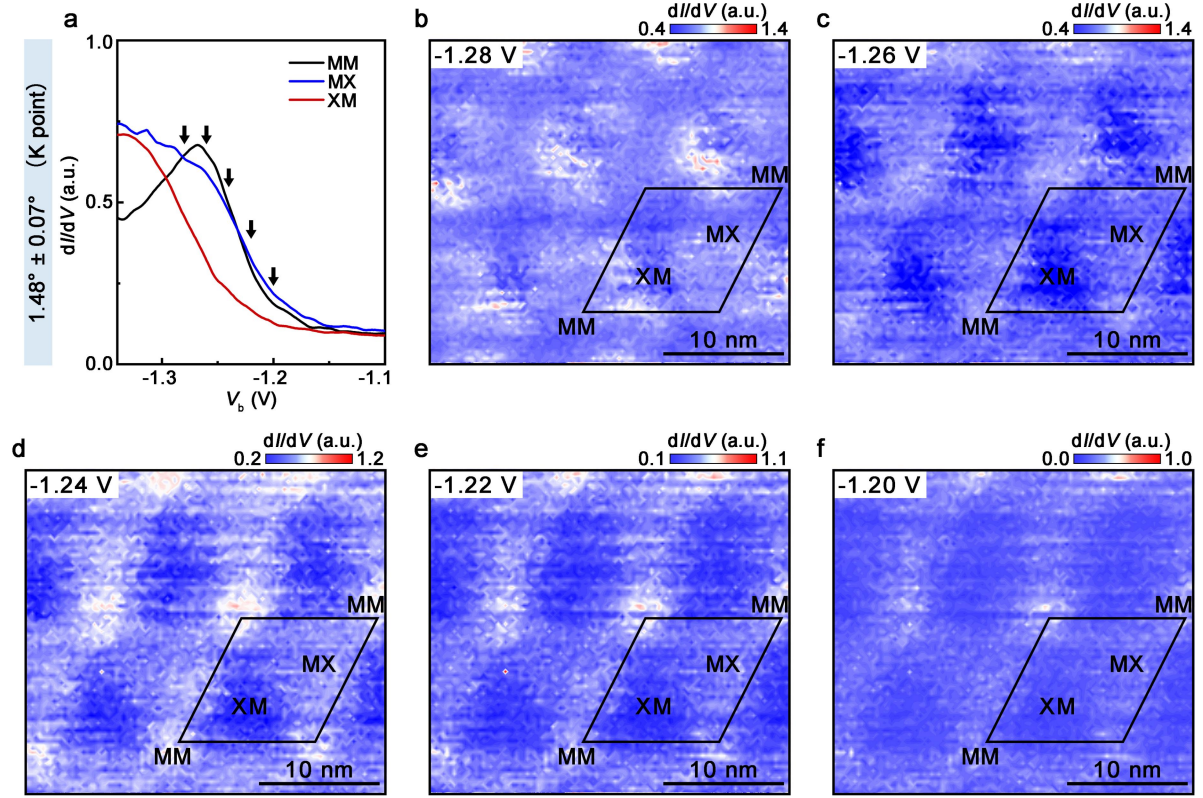 a
1.48° ± 0.07° (K point)
dI/dV (a.u.)
1.0
0.5
0.0
-1.3
-1.2
-1.1
V_b (V)
MM
MX
XM
b
dI/dV (a.u.)
0.4
1.4
-1.28 V
MM
MX
XM
MM
10 nm
c
dI/dV (a.u.)
0.4
1.4
-1.26 V
MM
MX
XM
MM
10 nm
d
dI/dV (a.u.)
0.2
1.2
-1.24 V
MM
MX
XM
MM
10 nm
e
dI/dV (a.u.)
0.1
1.1
-1.22 V
MM
MX
XM
MM
10 nm
f
dI/dV (a.u.)
0.0
1.0
-1.20 V
MM
MX
XM
MM
10 nm